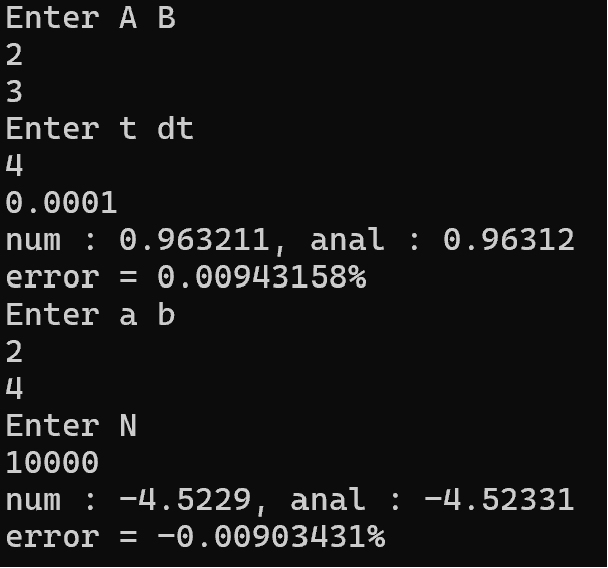 Enter A B
2
3
Enter t dt
4
0.0001
num : 0.963211, anal : 0.96312
error = 0.00943158%
Enter a b
2
4
Enter N
10000
num : -4.5229, anal : -4.52331
error = -0.00903431%